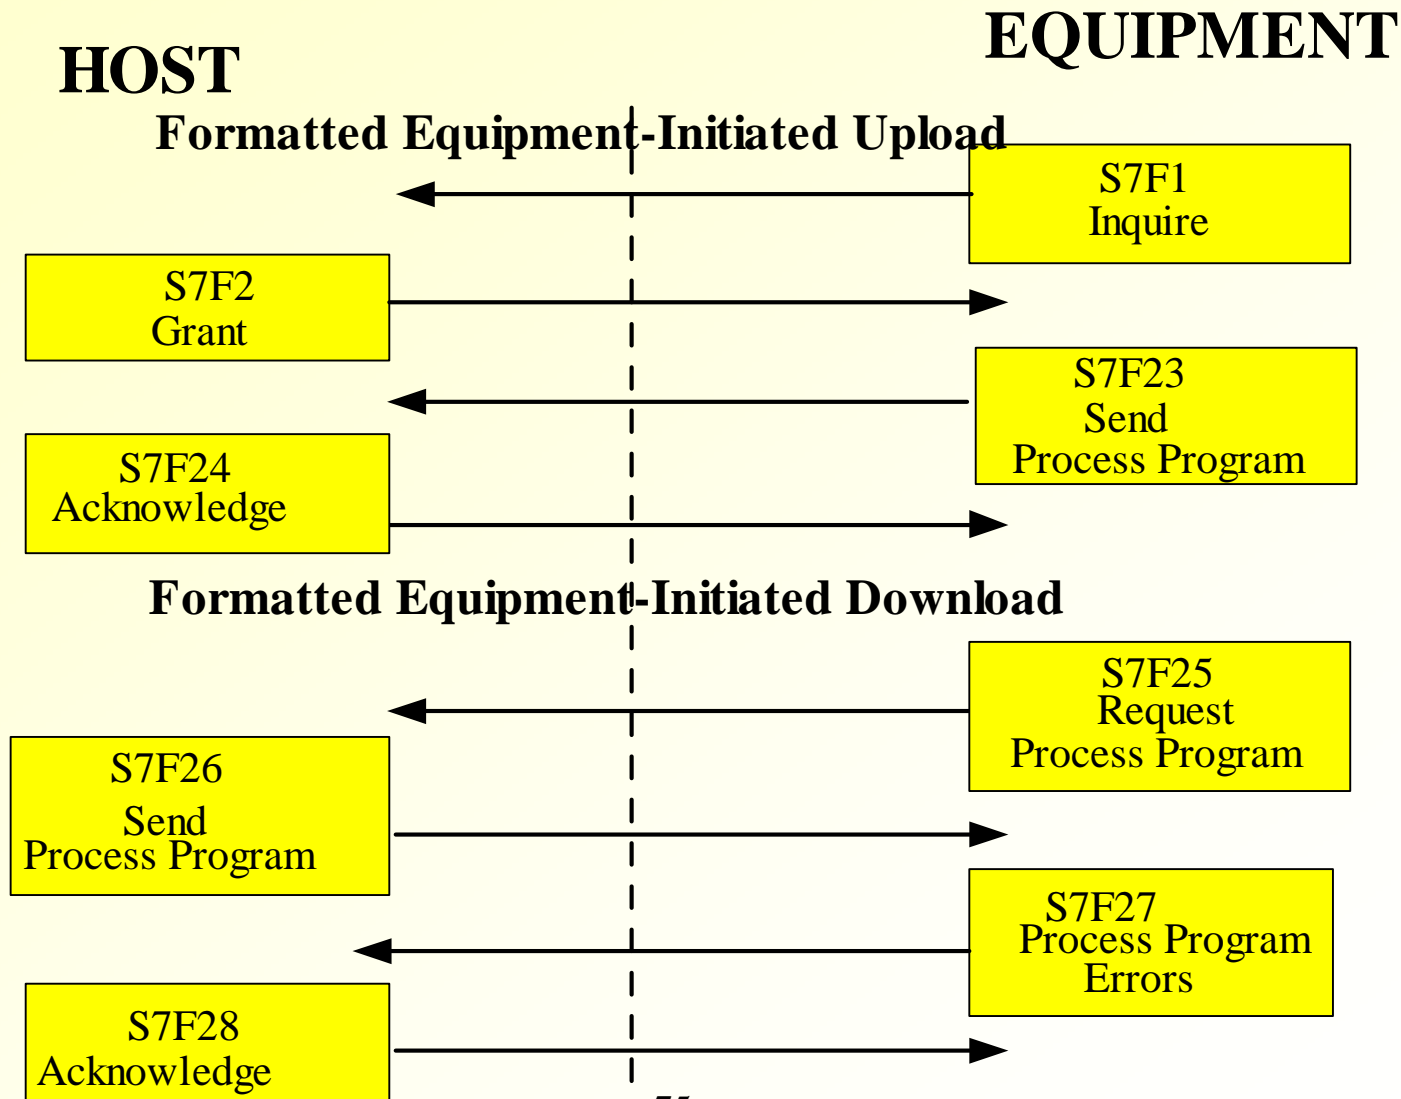 HOST
EQUIPMENT
Formatted Equipment-Initiated Upload
S7F1
Inquire
S7F2
Grant
S7F23
Send
Process Program
S7F24
Acknowledge
Formatted Equipment-Initiated Download
S7F25
Request
Process Program
S7F26
Send
Process Program
S7F27
Process Program
Errors
S7F28
Acknowledge